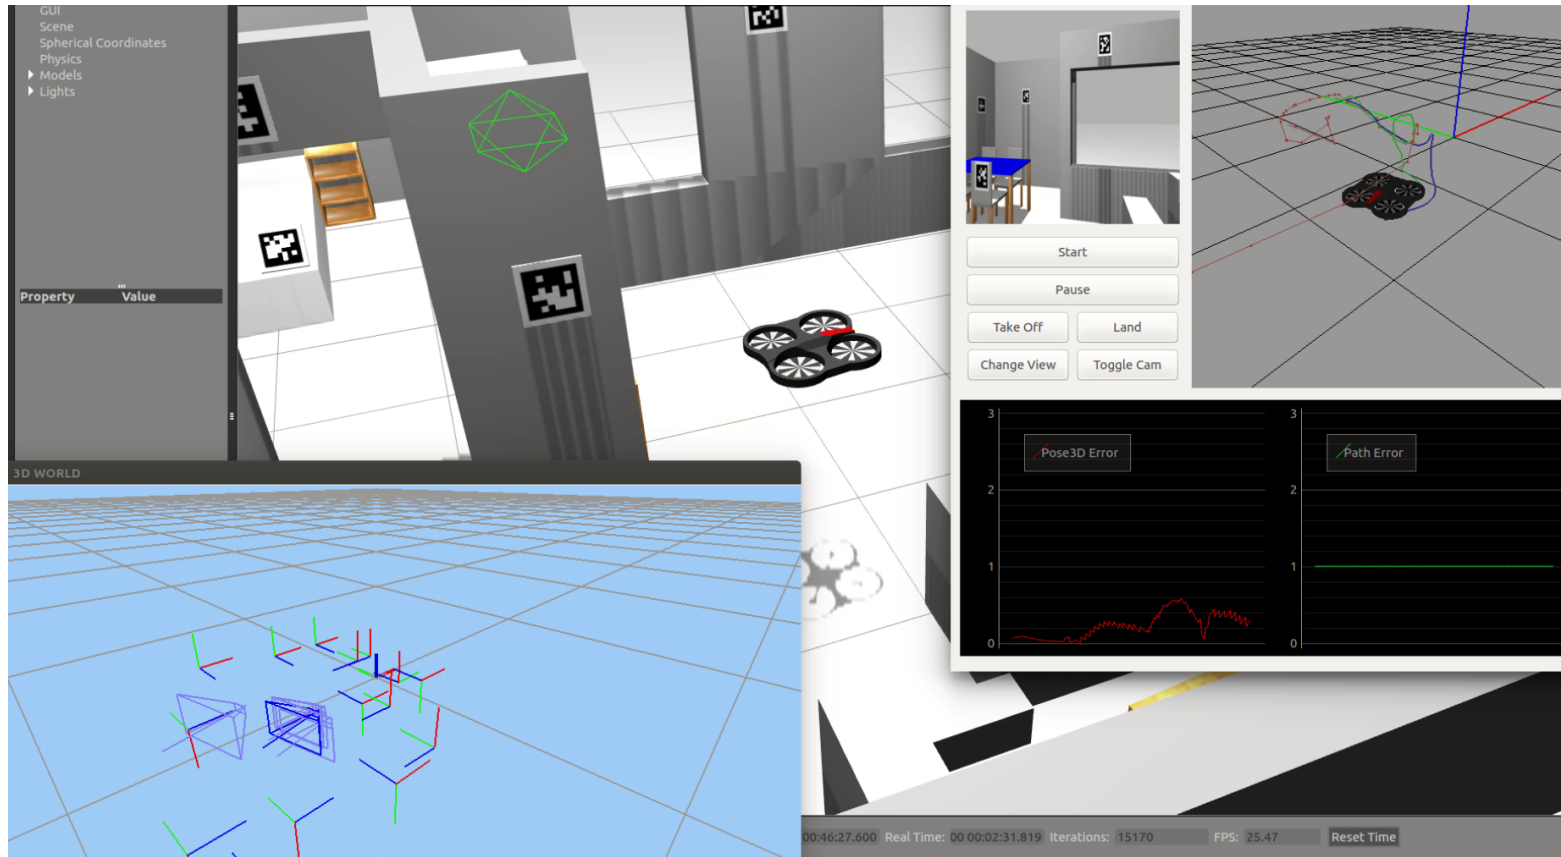 GUI
Scene
Spherical Coordinates
Physics
Models
Lights
Property Value
Start
Pause
Take Off Land
Change View Toggle Cam
3
Pose3D Error
2
1
0
3
Path Error
2
1
0
3D WORLD
00:46:27.600 Real Time: 00 00:02:31.819 Iterations: 15170 FPS: 25.47 Reset Time